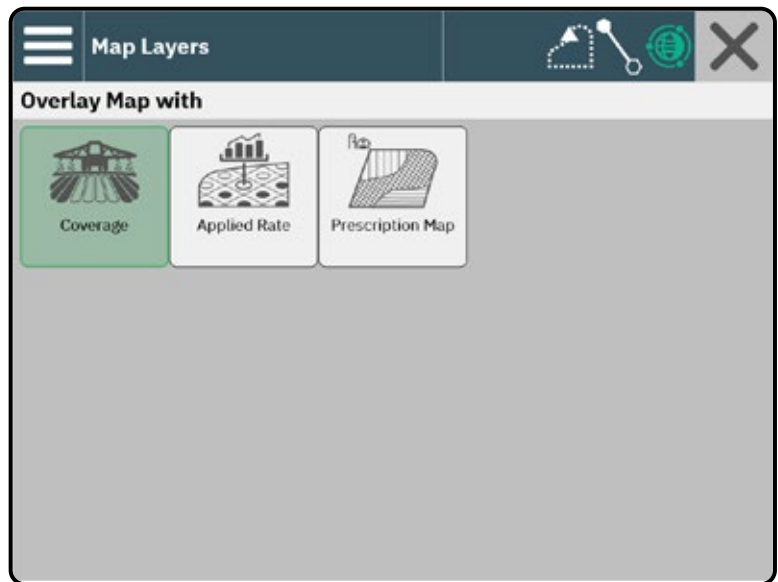 Map Layers
Overlay Map with
Coverage
Applied Rate
Prescription Map